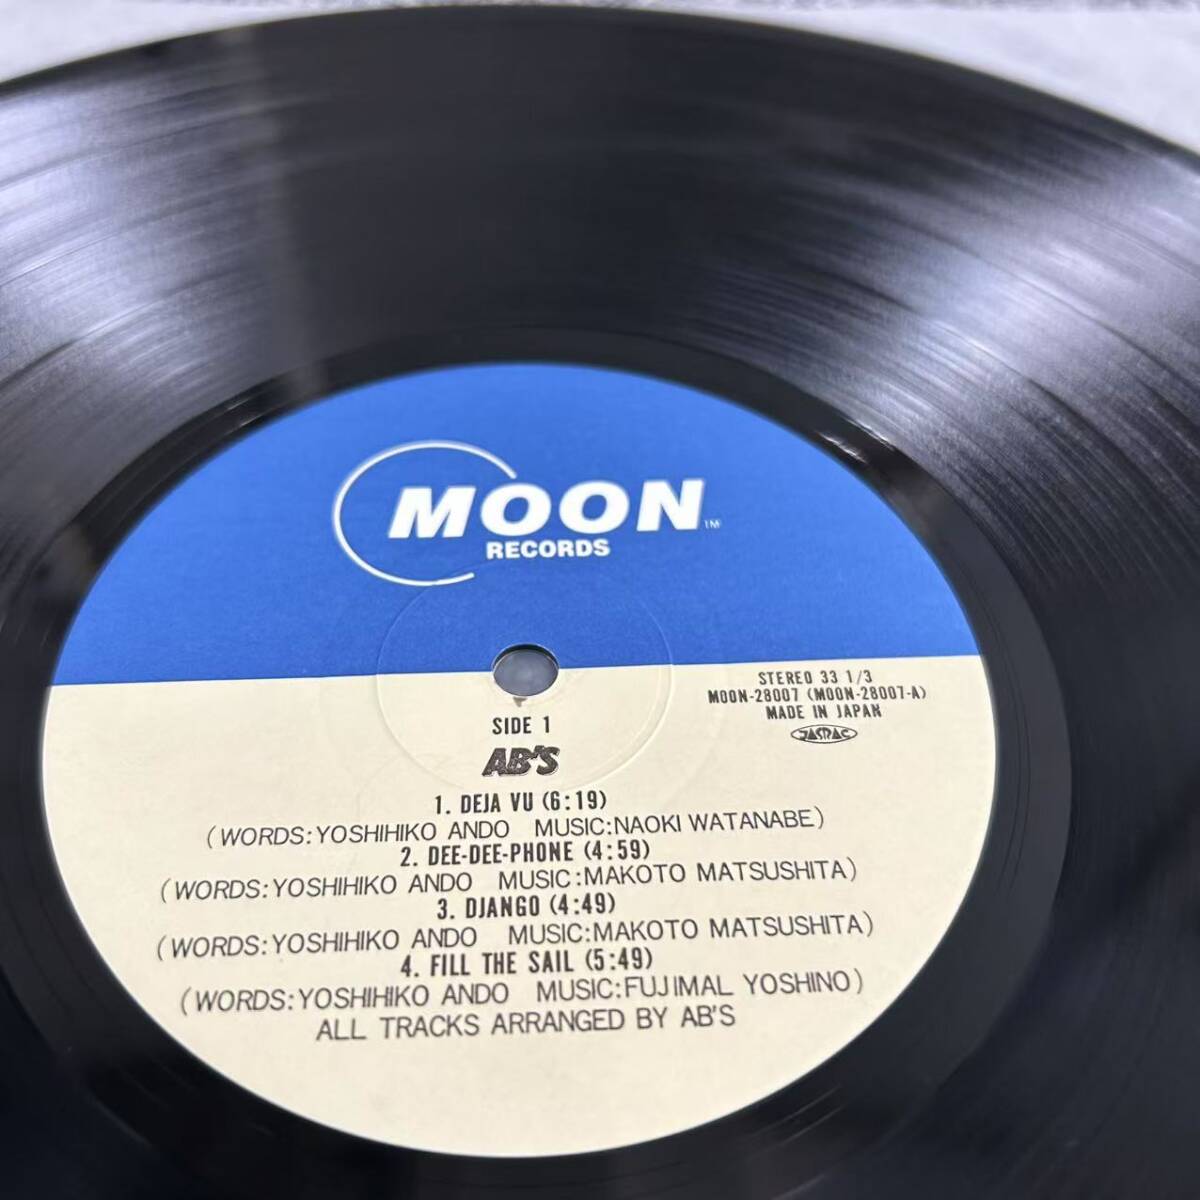 MOON TM
RECORDS
STEREO 33 1/3
MOON-28007 (MOON-28007-A)
MADE IN JAPAN
JASRAC
SIDE 1
AB'S
1. DEJA VU (6:19)
(WORDS:YOSHIHIKO ANDO MUSIC:NAOKI WATANABE)
2. DEE-DEE-PHONE (4:59)
(WORDS:YOSHIHIKO ANDO MUSIC:MAKOTO MATSUSHITA)
3. DJANGO (4:49)
(WORDS:YOSHIHIKO ANDO MUSIC:MAKOTO MATSUSHITA)
4. FILL THE SAIL (5:49)
(WORDS:YOSHIHIKO ANDO MUSIC:FUJIMAL YOSHINO)
ALL TRACKS ARRANGED BY AB'S